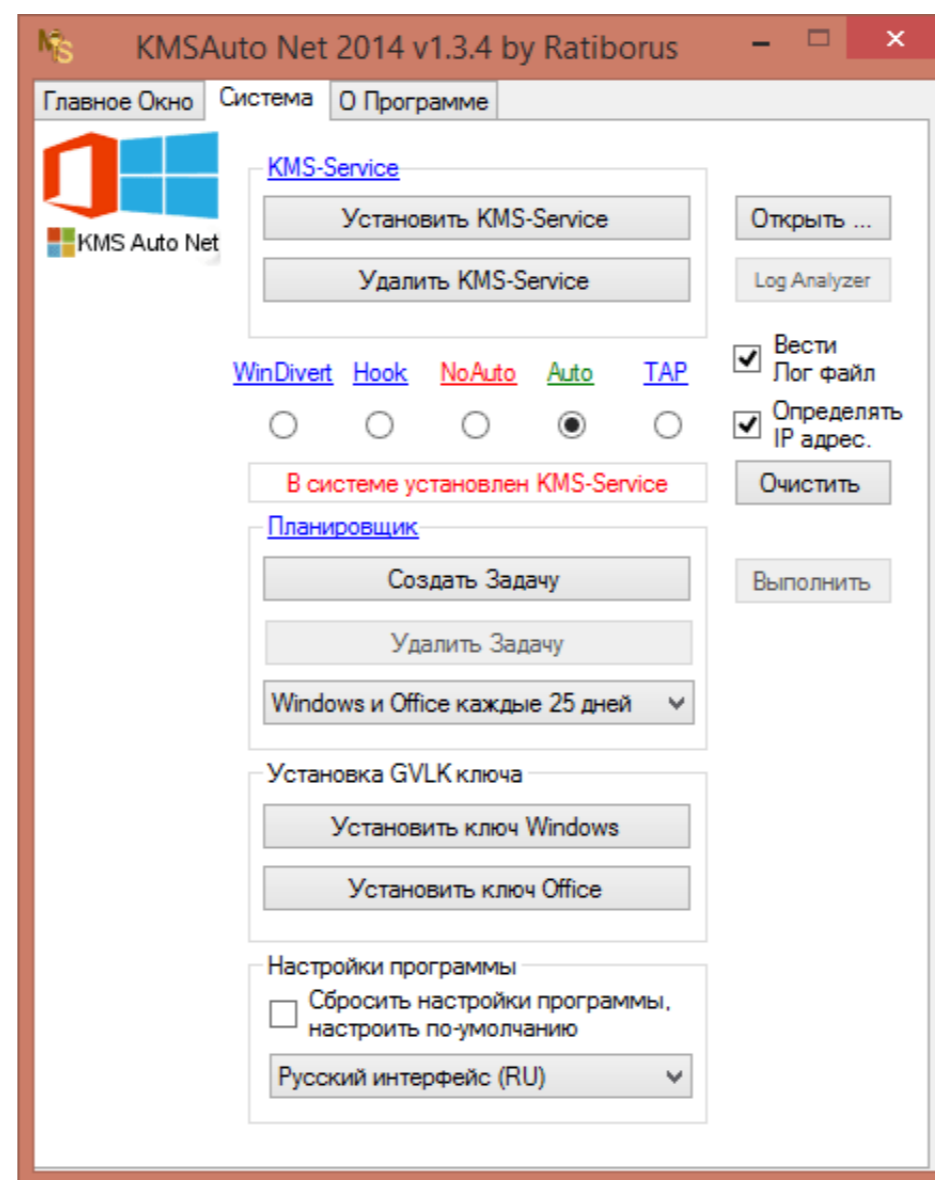 KMSAuto Net 2014 v1.3.4 by Ratiborus
Главное Окно
Система
О Программе
KMS Auto Net
KMS-Service
Установить KMS-Service
Удалить KMS-Service
Открыть ...
Log Analyzer
Вести
Лог файл
Определять
IP адрес.
Очистить
WinDivert
Hook
NoAuto
Auto
TAP
В системе установлен KMS-Service
Планировщик
Создать Задачу
Выполнить
Удалить Задачу
Windows и Office каждые 25 дней
Установка GVLK ключа
Установить ключ Windows
Установить ключ Office
Настройки программы
Сбросить настройки программы,
настроить по-умолчанию
Русский интерфейс (RU)